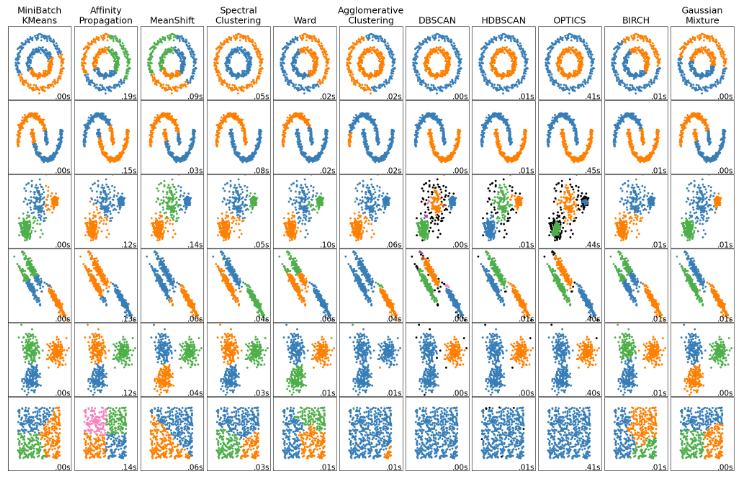 MiniBatch KMeans
Affinity Propagation
MeanShift
Spectral Clustering
Ward
Agglomerative Clustering
DBSCAN
HDBSCAN
OPTICS
BIRCH
Gaussian Mixture
.00s .19s .09s .05s .02s .02s .00s .01s .41s .01s .00s
.00s .15s .03s .08s .02s .02s .00s .01s .45s .01s .00s
.00s .12s .14s .05s .10s .06s .00s .01s .44s .01s .01s
.00s .13s .06s .04s .06s .04s .00s .01s .40s .01s .01s
.00s .12s .04s .03s .01s .01s .00s .01s .40s .01s .00s
.00s .14s .06s .03s .01s .01s .00s .01s .41s .01s .00s